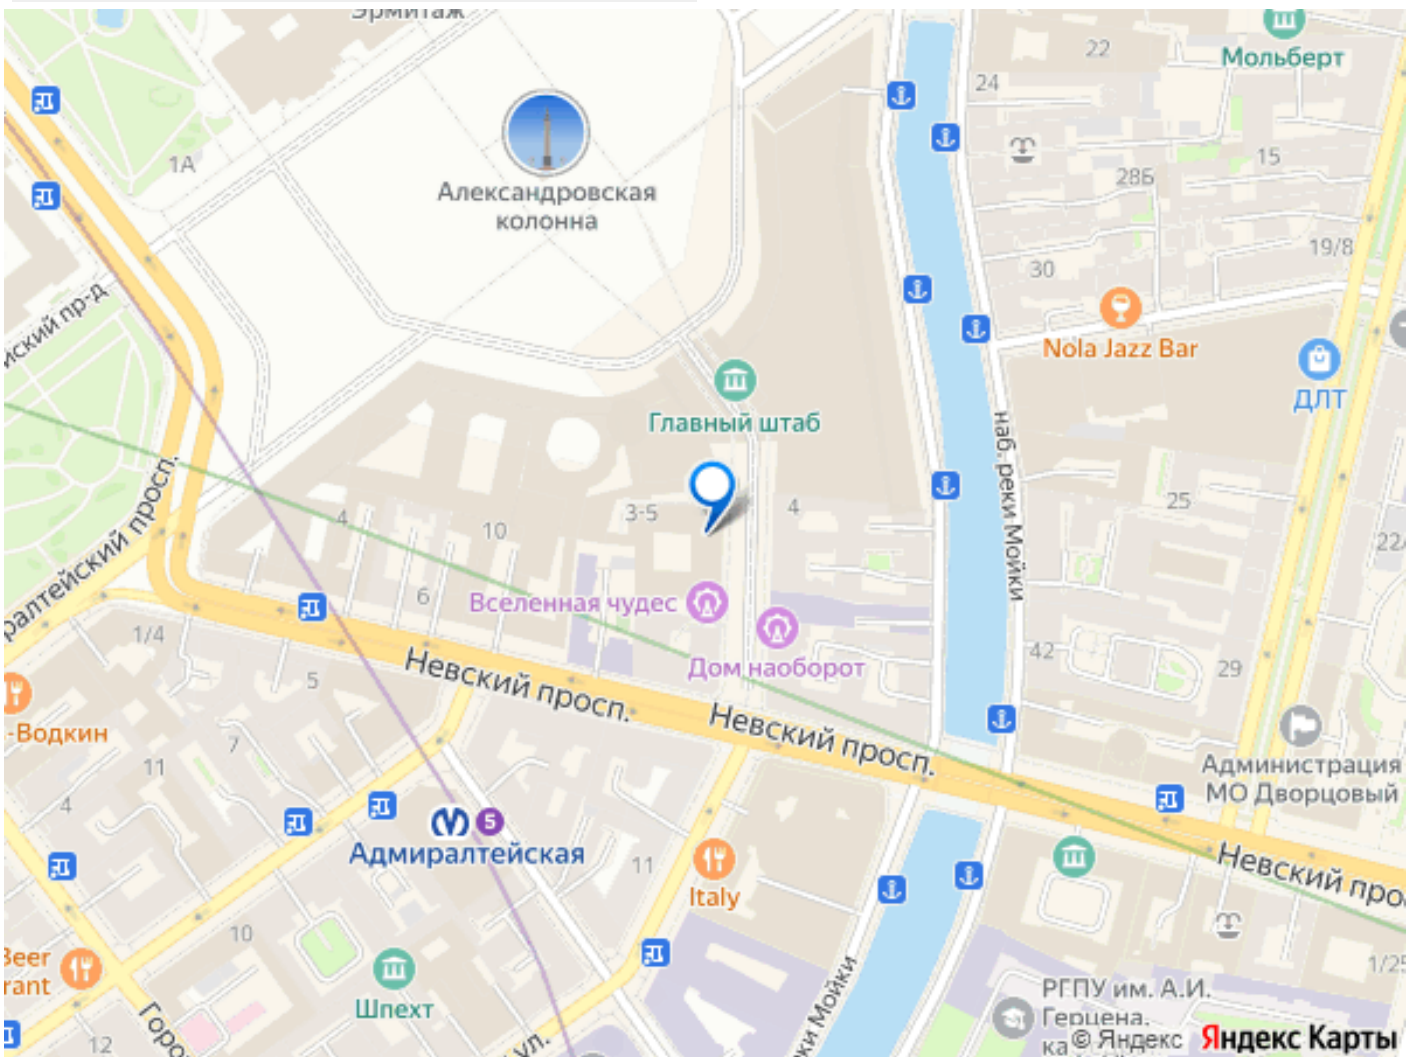 Эрмитаж
22
Мольберт
24
1А
15
28Б
Александровская
колонна
19/8
30
йский пр-д
Nola Jazz Bar
ДЛТ
Главный штаб
наб. реки Мойки
25
3-5
4
4
10
22
ралтейский просп.
Вселенная чудес
6
1/4
Дом наоборот
42
29
5
Невский просп.
Невский просп.
-Водкин
7
11
Администрация
МО Дворцовый
4
5
Адмиралтейская
11
Невский про
Italy
10
Beer
rant
1/25
Шпехт
ки Мойки
РГПУ им. А.И.
Герцена,
ка
Горо
12
ул.
© Яндекс Яндекс Карты